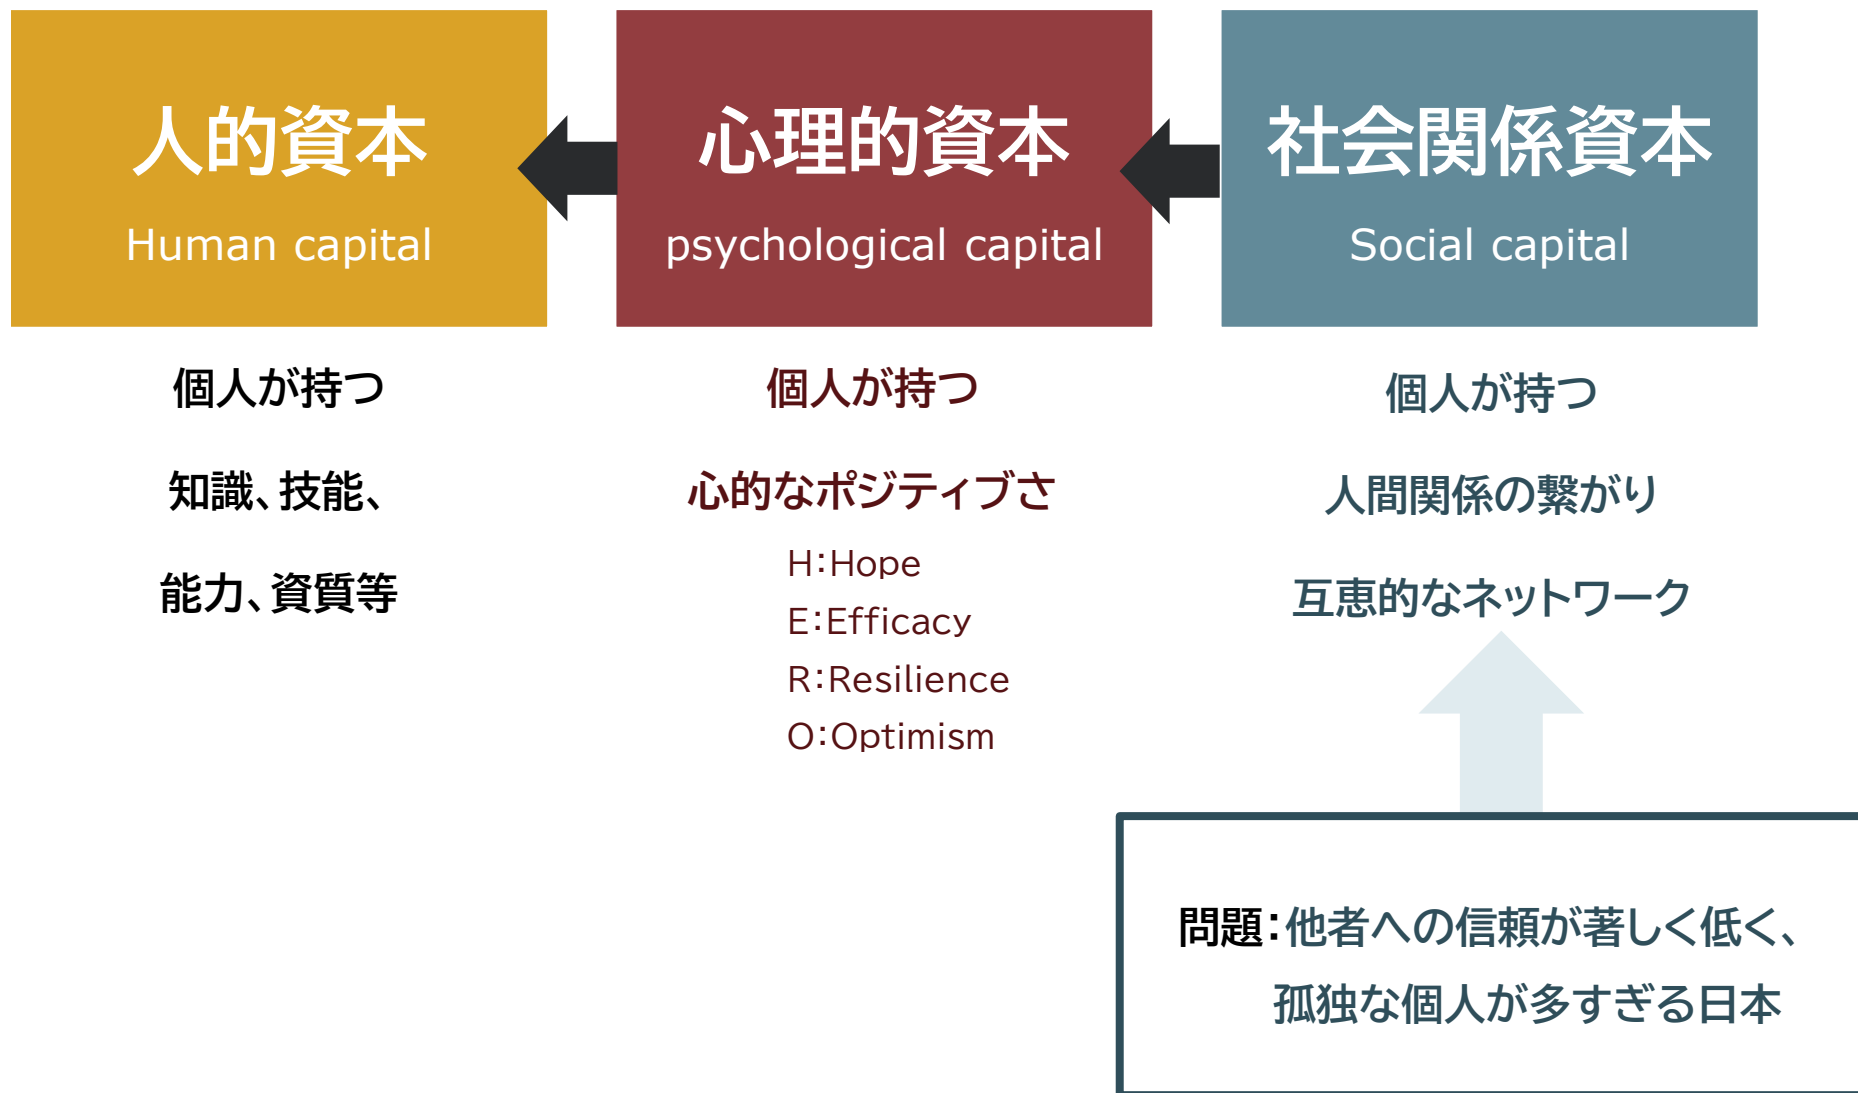 人的資本
Human capital
個人が持つ
知識、技能、
能力、資質等
心理的資本
psychological capital
個人が持つ
心的なポジティブさ
H:Hope
E:Efficacy
R:Resilience
O:Optimism
社会関係資本
Social capital
個人が持つ
人間関係の繋がり
互恵的なネットワーク
問題:他者への信頼が著しく低く、
孤独な個人が多すぎる日本